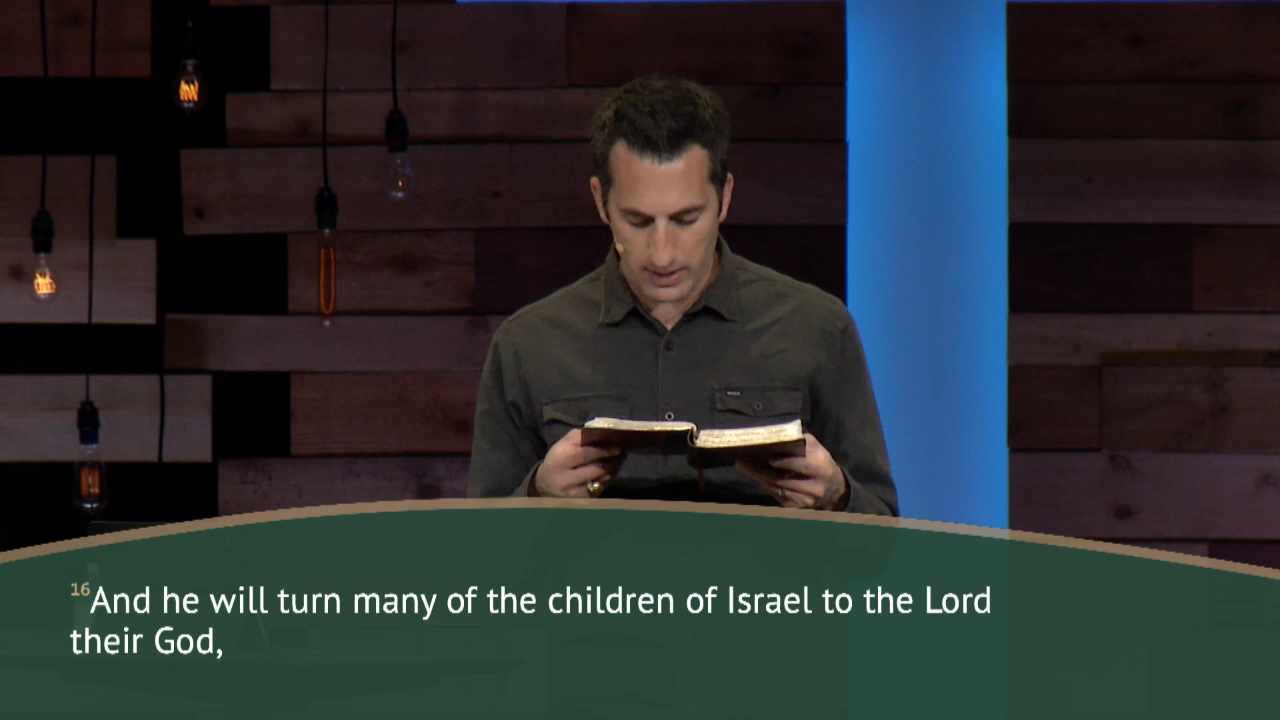 16And he will turn many of the children of Israel to the Lord
their God,